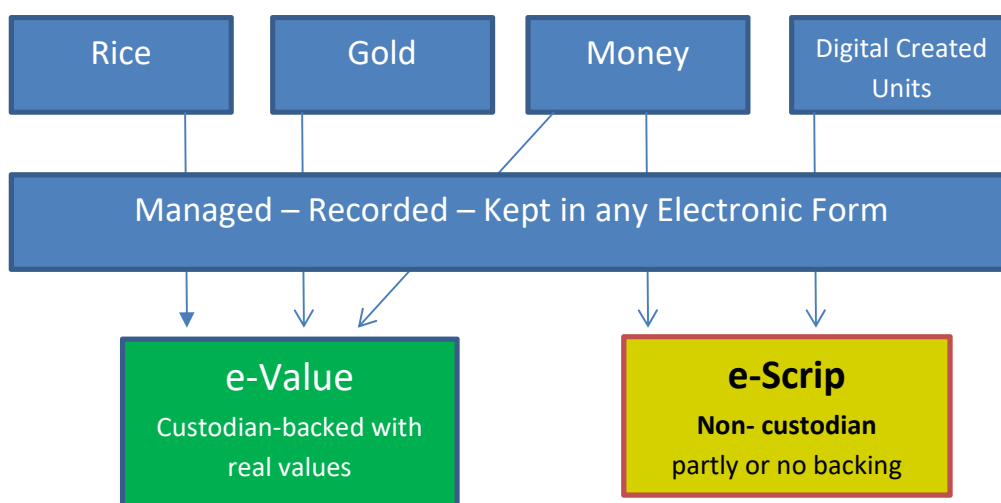 Rice
Gold
Money
Digital Created
Units
Managed – Recorded – Kept in any Electronic Form
e-Value
Custodian-backed with
real values
e-Scrip
Non- custodian
partly or no backing